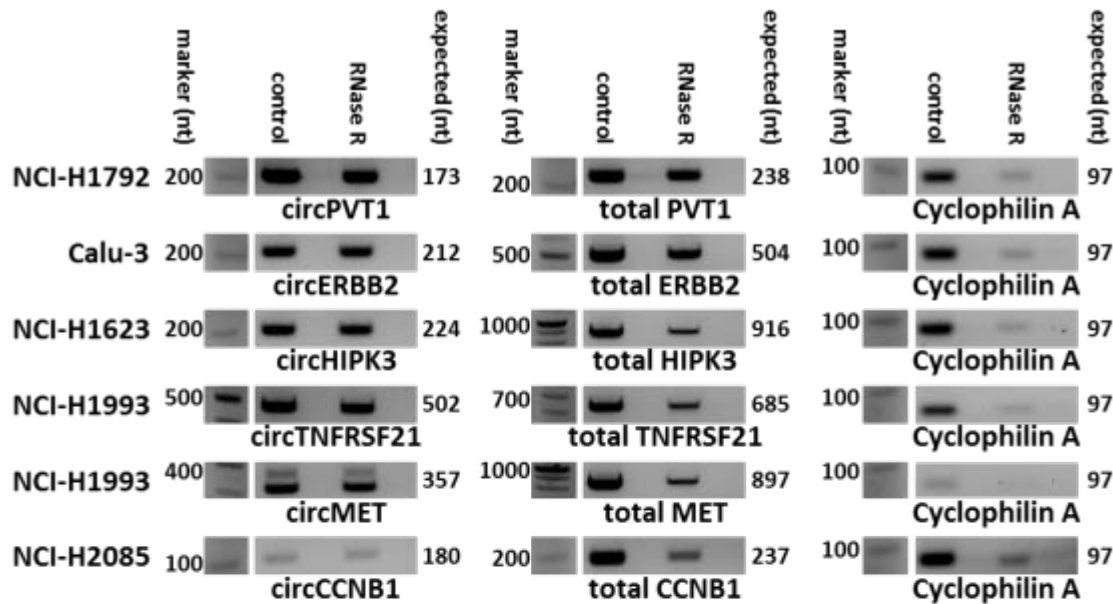 marker (nt) control RNase R expected (nt) marker (nt) control RNase R expected (nt) marker (nt) control RNase R expected (nt)
NCI-H1792 200 173 200 238 100 97
circPVT1 total PVT1 Cyclophilin A
Calu-3 200 212 500 504 100 97
circERBB2 total ERBB2 Cyclophilin A
NCI-H1623 200 224 1000 916 100 97
circHIPK3 total HIPK3 Cyclophilin A
NCI-H1993 500 502 700 685 100 97
circTNFRSF21 total TNFRSF21 Cyclophilin A
NCI-H1993 400 357 1000 897 100 97
circMET total MET Cyclophilin A
NCI-H2085 100 180 200 237 100 97
circCCNB1 total CCNB1 Cyclophilin A